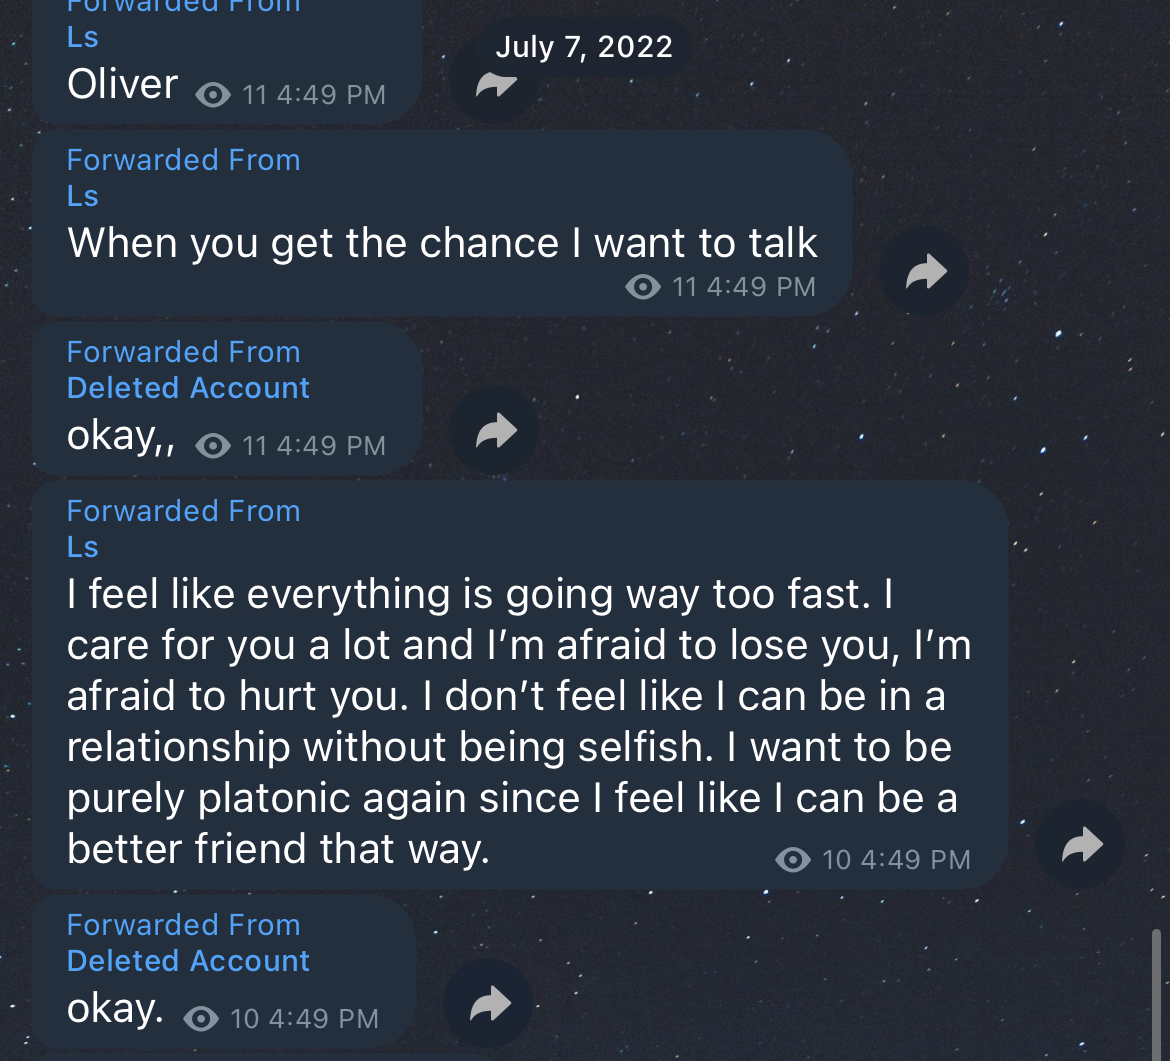 Forwarded From
Ls
July 7, 2022
Oliver 11 4:49 PM
Forwarded From
Ls
When you get the chance I want to talk
11 4:49 PM
Forwarded From
Deleted Account
okay,, 11 4:49 PM
Forwarded From
Ls
I feel like everything is going way too fast. I
care for you a lot and I’m afraid to lose you, I’m
afraid to hurt you. I don’t feel like I can be in a
relationship without being selfish. I want to be
purely platonic again since I feel like I can be a
better friend that way. 10 4:49 PM
Forwarded From
Deleted Account
okay. 10 4:49 PM